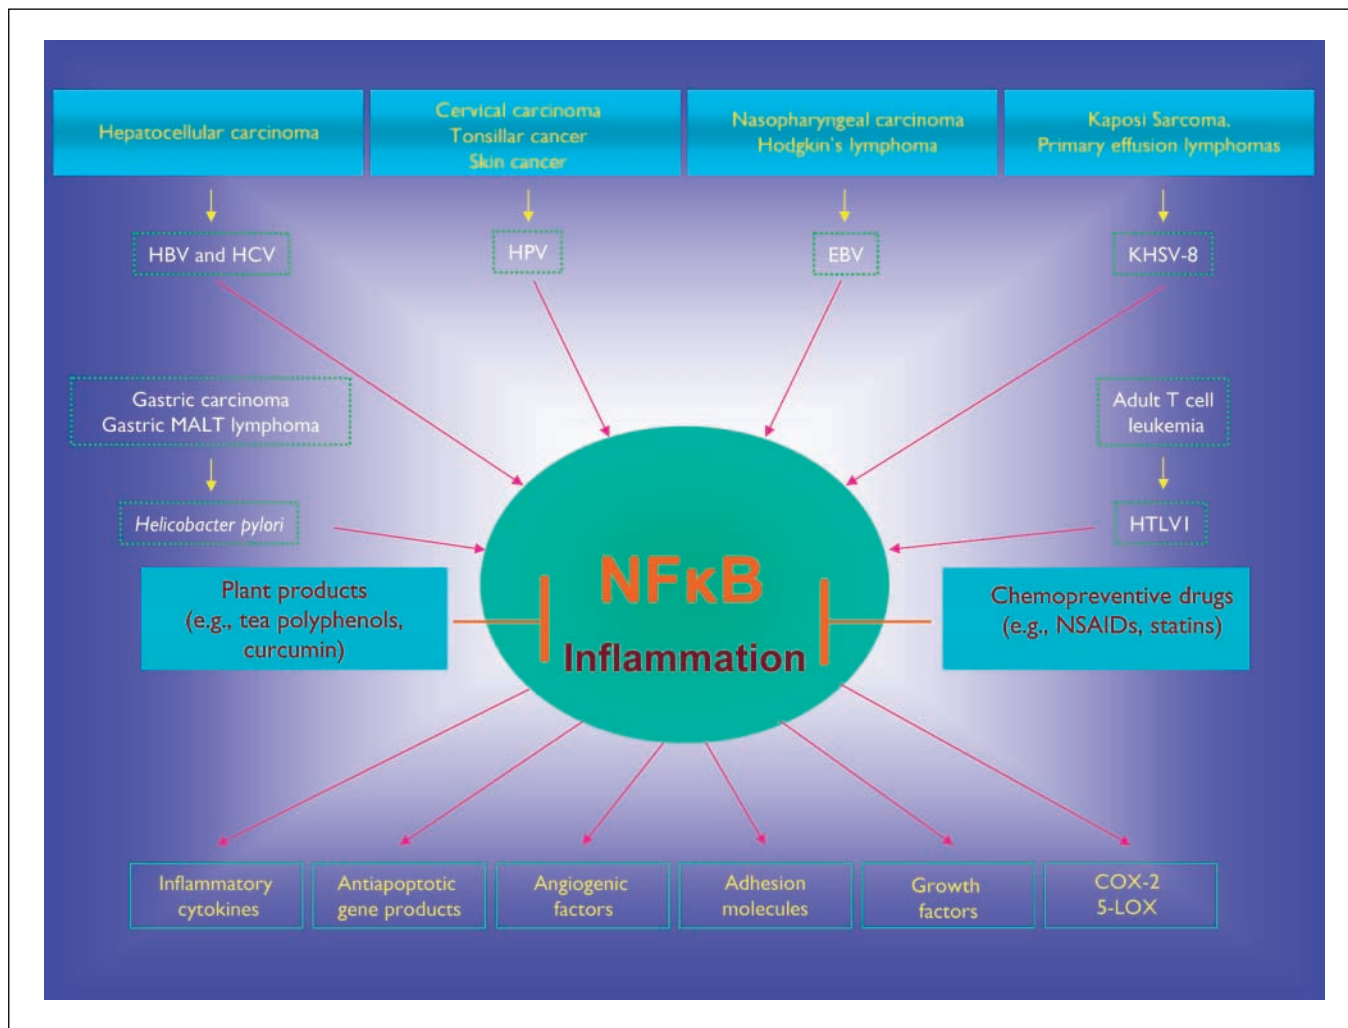 Hepatocellular carcinoma
Cervical carcinoma
Tonsillar cancer
Skin cancer
Nasopharyngeal carcinoma
Hodgkin's lymphoma
Kaposi Sarcoma,
Primary effusion lymphomas
HBV and HCV
HPV
EBV
KHSV-8
Gastric carcinoma
Gastric MALT lymphoma
Adult T cell
leukemia
Helicobacter pylori
HTLV1
NFκB
Inflammation
Plant products
(e.g., tea polyphenols,
curcumin)
Chemopreventive drugs
(e.g., NSAIDs, statins)
Inflammatory
cytokines
Antiapoptotic
gene products
Angiogenic
factors
Adhesion
molecules
Growth
factors
COX-2
5-LOX